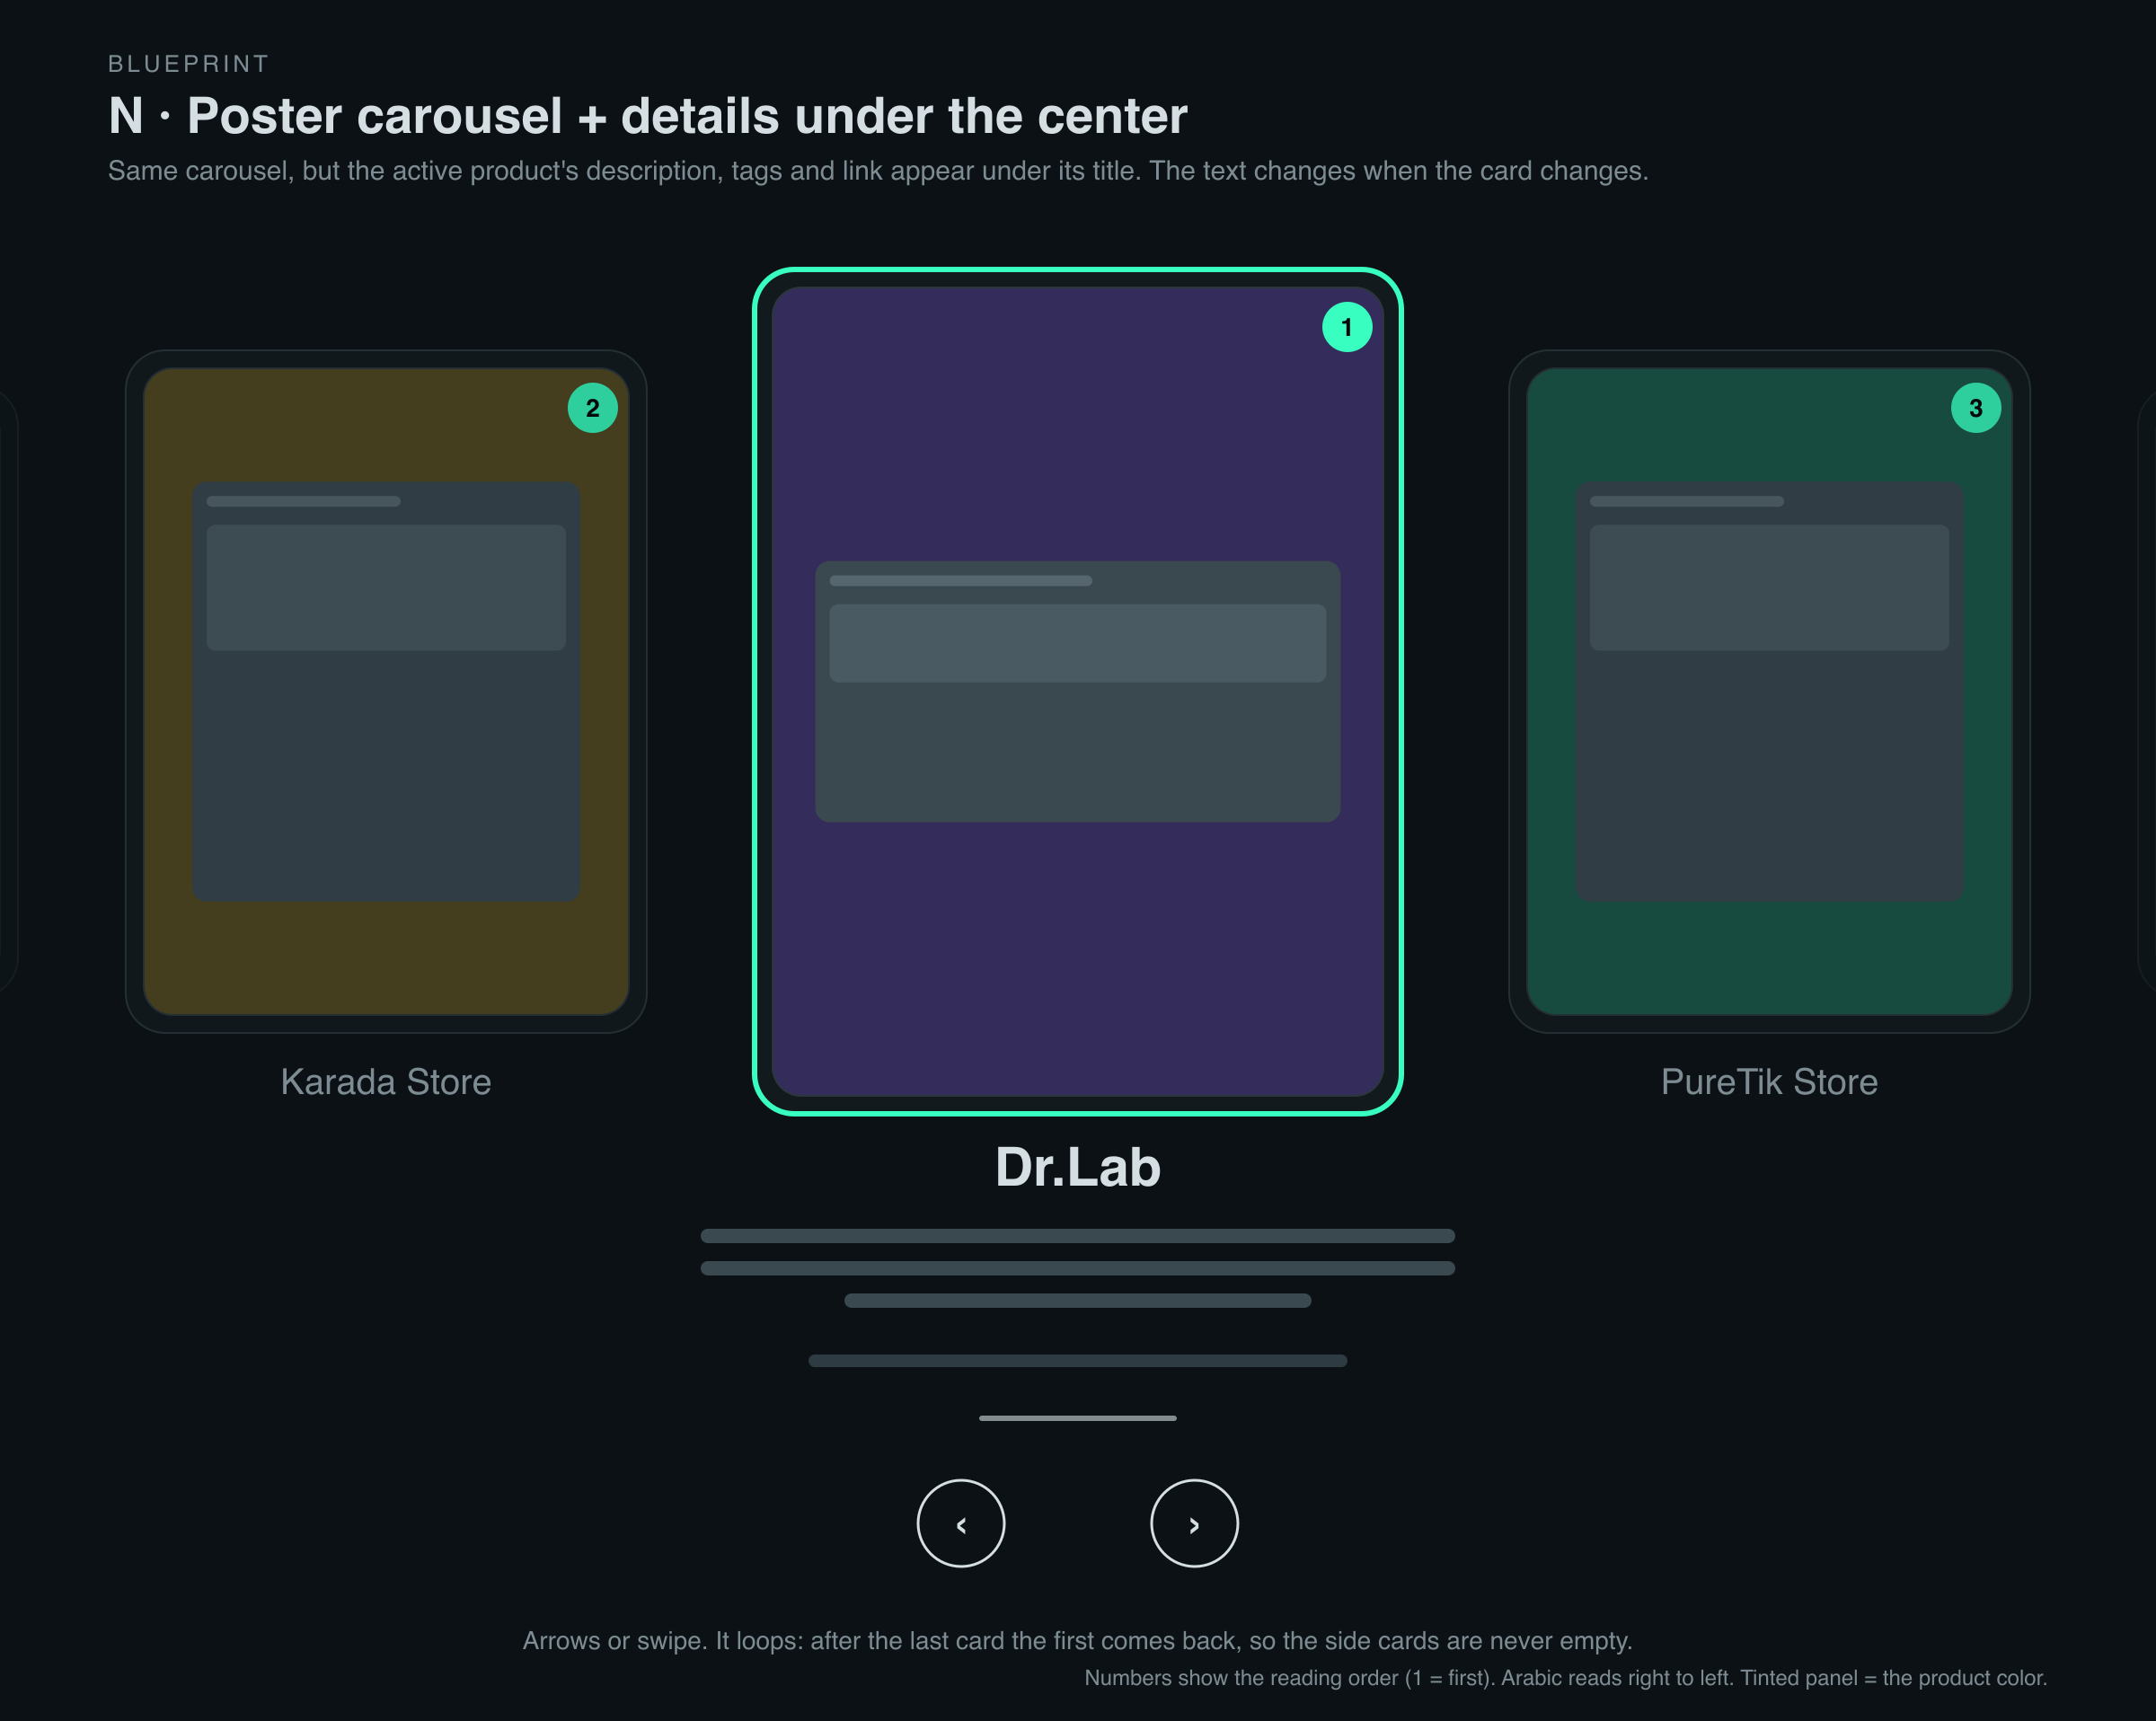 BLUEPRINT
N · Poster carousel + details under the center
Same carousel, but the active product's description, tags and link appear under its title. The text changes when the card changes.
1
2
3
Karada Store
PureTik Store
Dr.Lab
‹ ›
Arrows or swipe. It loops: after the last card the first comes back, so the side cards are never empty.
Numbers show the reading order (1 = first). Arabic reads right to left. Tinted panel = the product color.